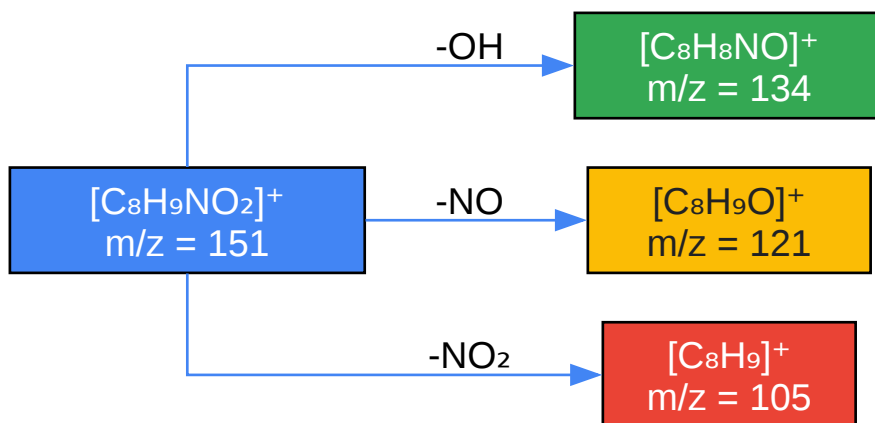 -OH
[C₈H₈NO]⁺
m/z = 134
[C₈H₉NO₂]⁺
m/z = 151
-NO
[C₈H₉O]⁺
m/z = 121
-NO₂
[C₈H₉]⁺
m/z = 105